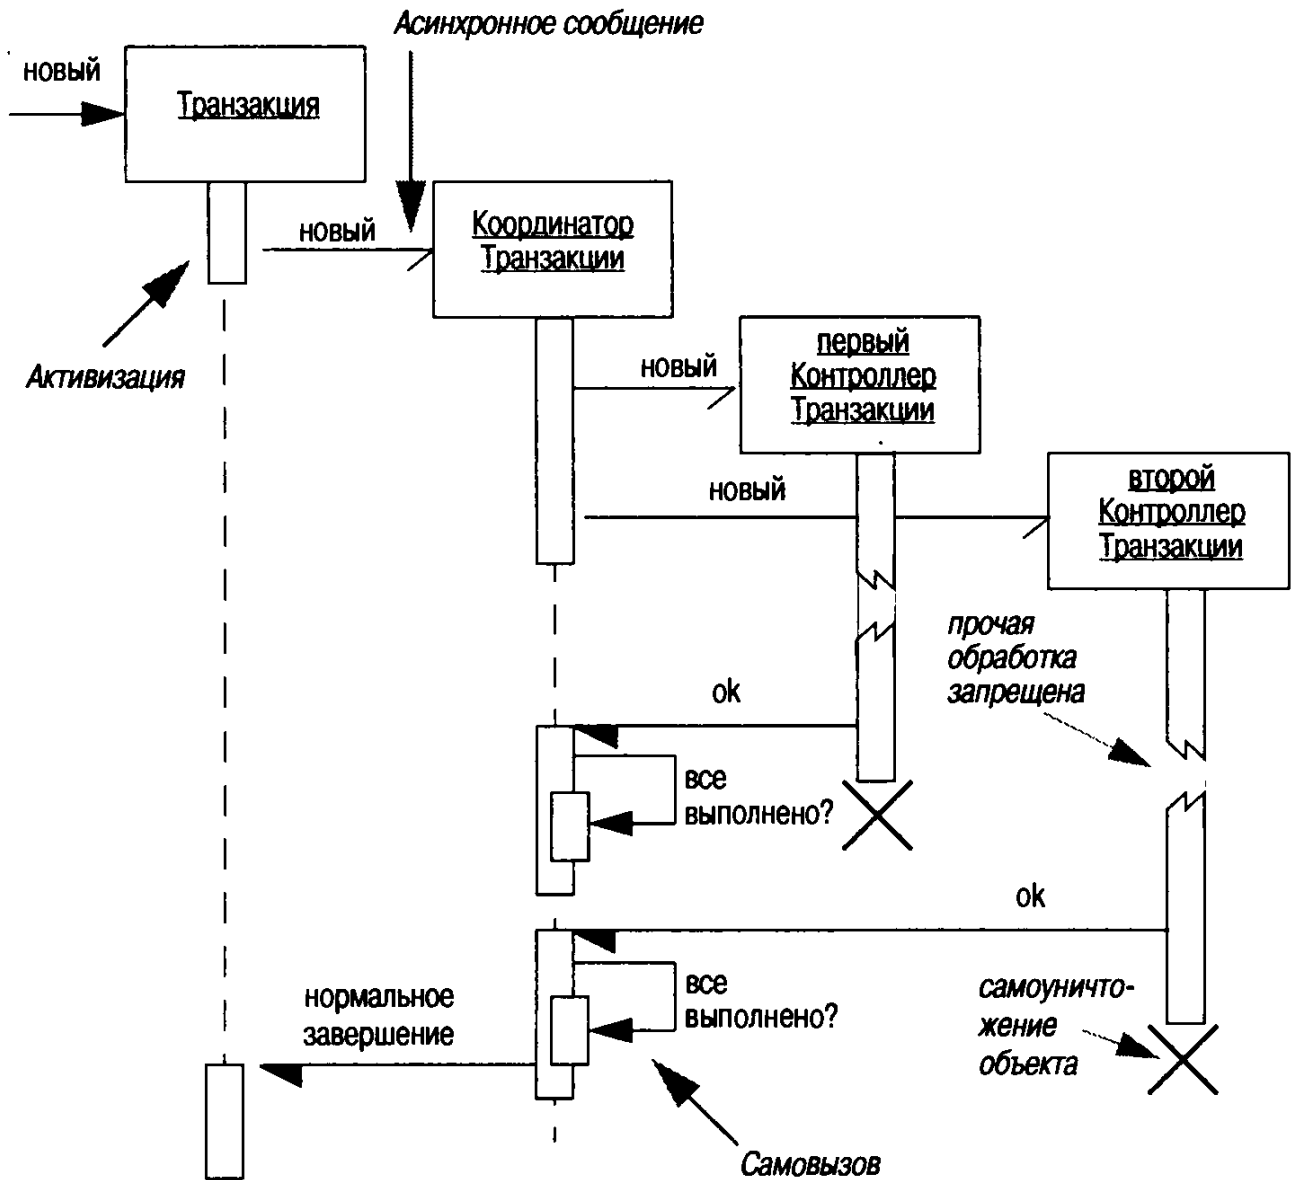 Асинхронное сообщение
новый
Транзакция
новый
Координатор
Транзакции
Активизация
новый
первый
Контроллер
Транзакции
новый
второй
Контроллер
Транзакции
прочая
обработка
запрещена
ok
все
выполнено?
ok
все
выполнено?
нормальное
завершение
самоуничто-
жение
объекта
Самовызов